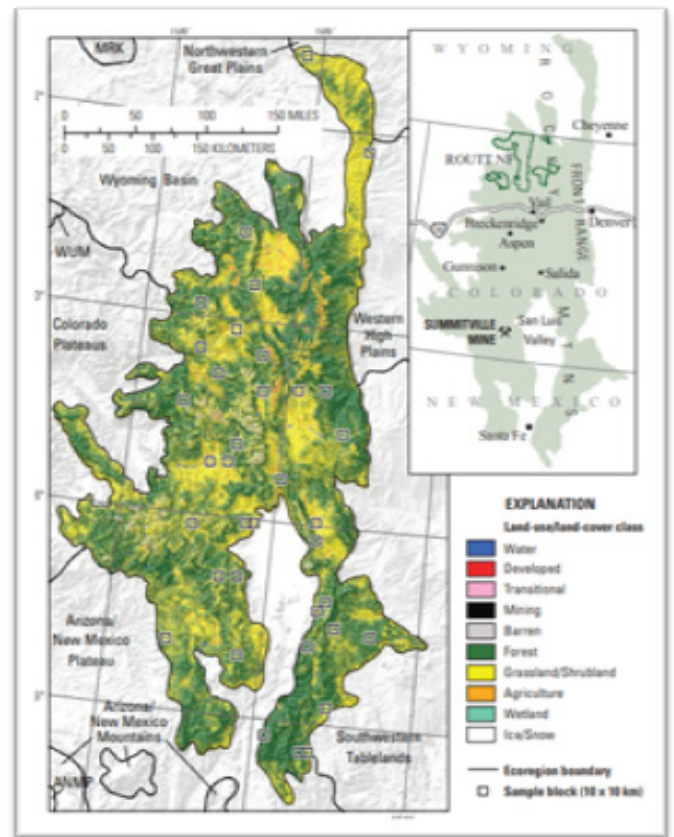 MRK
Northwestern
Great Plains
0 50 100 150 MILES
0 50 100 150 KILOMETERS
Wyoming Basin
WUM
Colorado
Plateaus
Western
High
Plains
Arizona/
New Mexico
Plateau
Arizona/
New Mexico
Mountains
ANMP
Southwestern
Tablelands
WYOMING
ROCKY MTNS
Cheyenne
ROUTT NF
FRONT RANGE
Vail
Breckenridge
Denver
Aspen
Gunnison
Salida
COLORADO
SUMMITVILLE
MINE
San Luis
Valley
NEW MEXICO
Santa Fe
EXPLANATION
Land-use/land-cover class
Water
Developed
Transitional
Mining
Barren
Forest
Grassland/Shrubland
Agriculture
Wetland
Ice/Snow
Ecoregion boundary
Sample block (10 x 10 km)